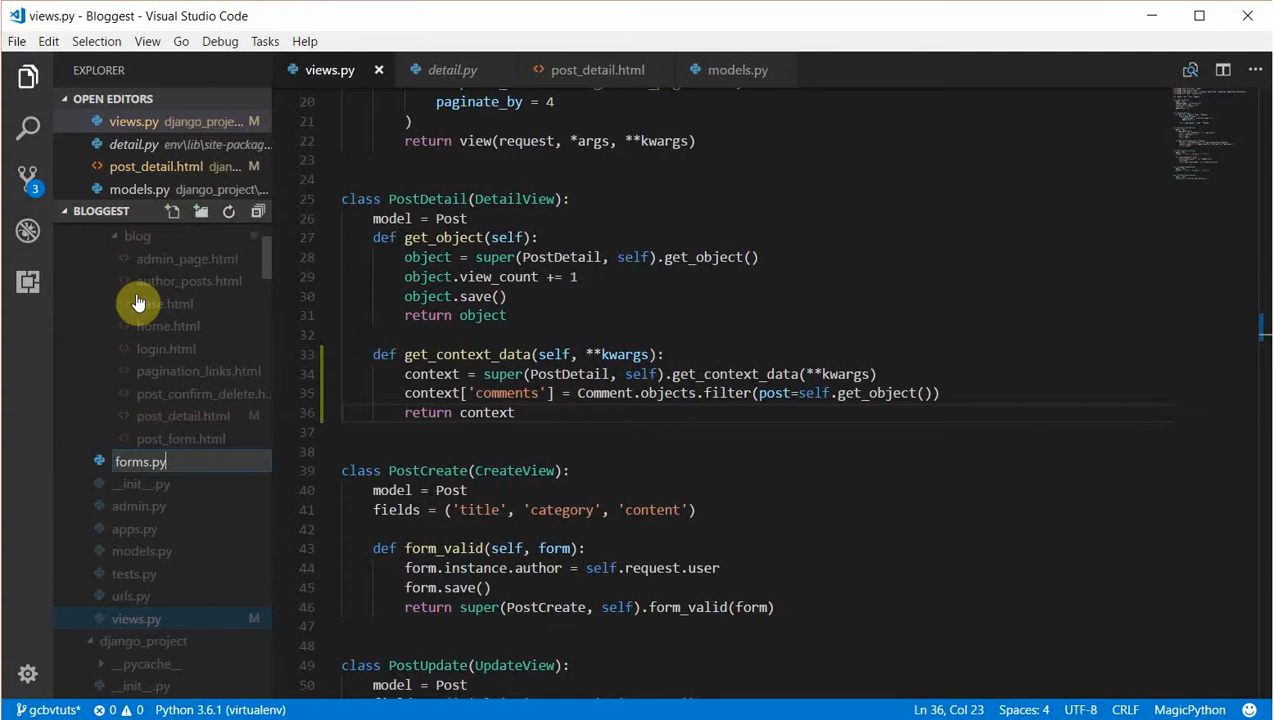 views.py - Bloggest - Visual Studio Code
File Edit Selection View Go Debug Tasks Help
EXPLORER
OPEN EDITORS
views.py django_proje... M
detail.py env\lib\site-packag...
post_detail.html djan... M
models.py django_project\...
BLOGGEST
blog
admin_page.html
author_posts.html
home.html
login.html
pagination_links.html
post_confirm_delete.h...
post_detail.html M
post_form.html
forms.py
__init__.py
admin.py
apps.py
models.py
tests.py
urls.py
views.py M
django_project
__pycache__
__init__.py
3
views.py detail.py post_detail.html models.py
20 paginate_by = 4
21 )
22 return view(request, *args, **kwargs)
23
24
25 class PostDetail(DetailView):
26 model = Post
27 def get_object(self):
28 object = super(PostDetail, self).get_object()
29 object.view_count += 1
30 object.save()
31 return object
32
33 def get_context_data(self, **kwargs):
34 context = super(PostDetail, self).get_context_data(**kwargs)
35 context['comments'] = Comment.objects.filter(post=self.get_object())
36 return context
37
38
39 class PostCreate(CreateView):
40 model = Post
41 fields = ('title', 'category', 'content')
42
43 def form_valid(self, form):
44 form.instance.author = self.request.user
45 form.save()
46 return super(PostCreate, self).form_valid(form)
47
48
49 class PostUpdate(UpdateView):
50 model = Post
gcbvtuts* 0 0 Python 3.6.1 (virtualenv) Ln 36, Col 23 Spaces: 4 UTF-8 CRLF MagicPython